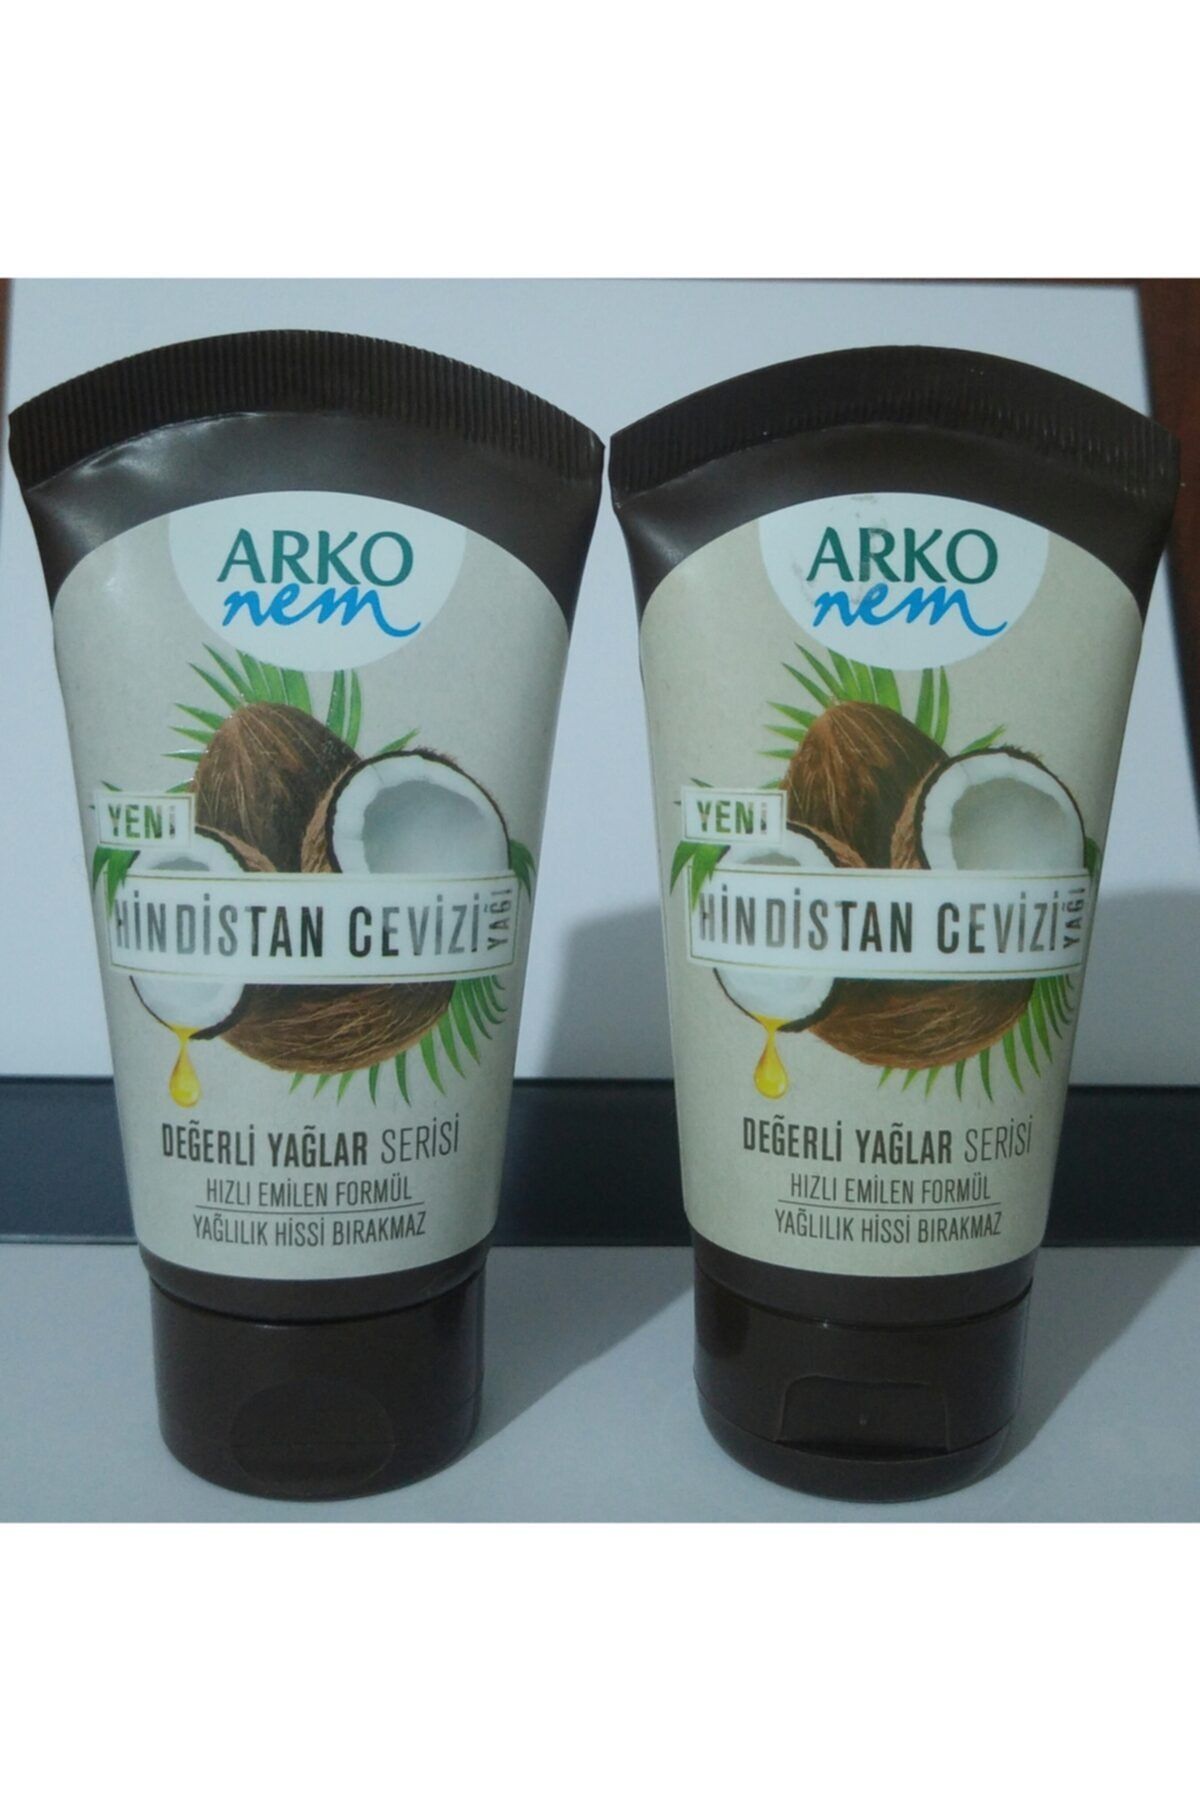 ARKO
nem
YENİ
HİNDİSTAN CEVİZİ YAĞI
DEĞERLİ YAĞLAR SERİSİ
HIZLI EMİLEN FORMÜL
YAĞLILIK HİSSİ BIRAKMAZ
ARKO
nem
YENİ
HİNDİSTAN CEVİZİ YAĞI
DEĞERLİ YAĞLAR SERİSİ
HIZLI EMİLEN FORMÜL
YAĞLILIK HİSSİ BIRAKMAZ